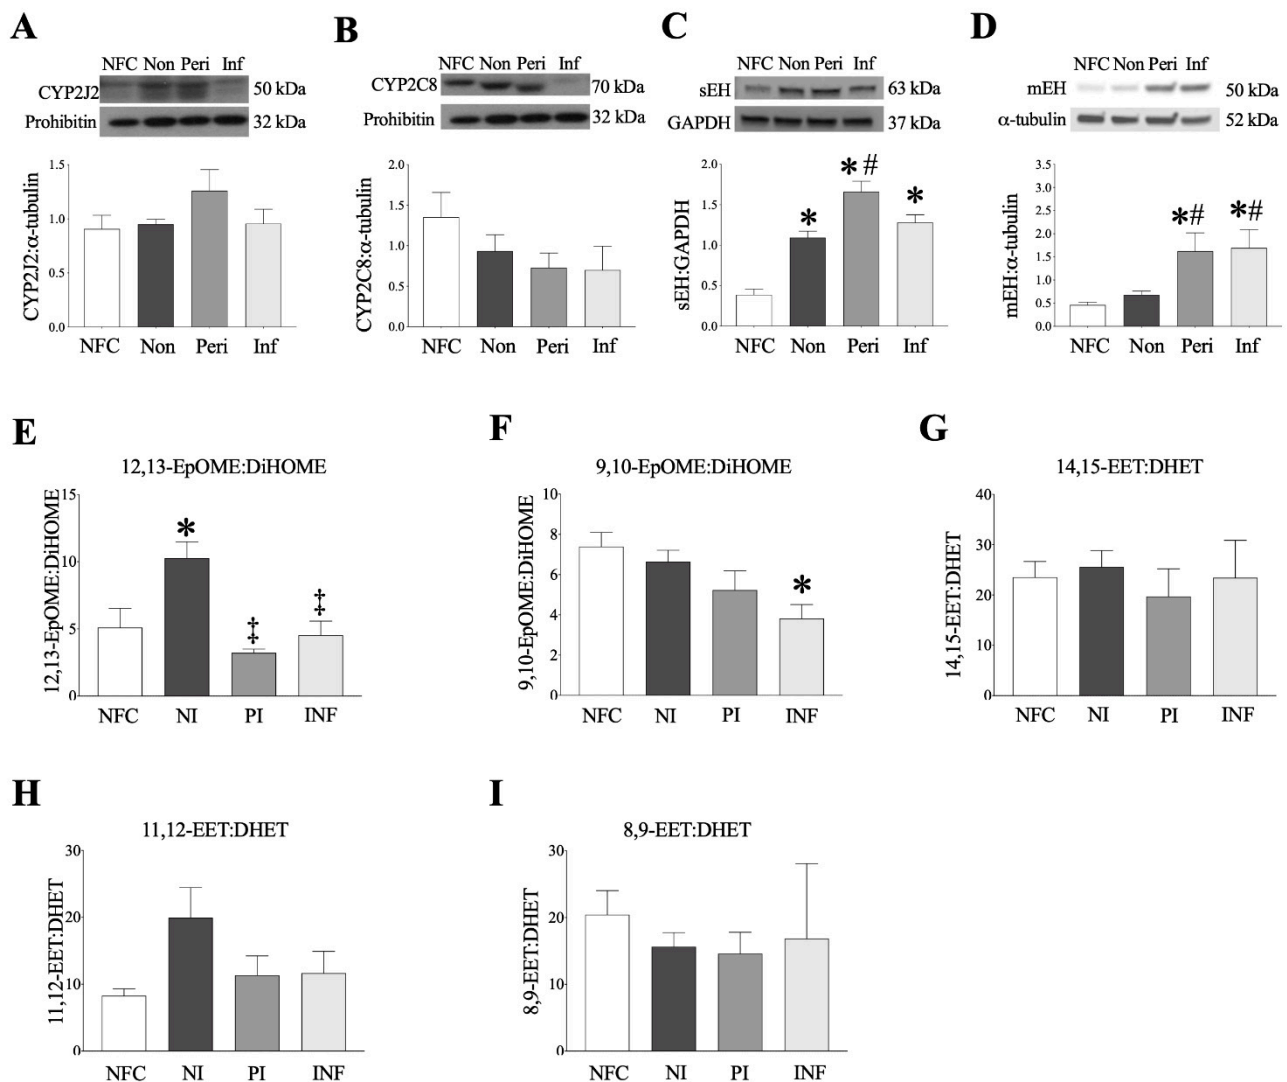 A
B
C
D
NFC Non Peri Inf
CYP2J2
50 kDa
Prohibitin
32 kDa
NFC Non Peri Inf
CYP2C8
70 kDa
Prohibitin
32 kDa
NFC Non Peri Inf
sEH
63 kDa
GAPDH
37 kDa
NFC Non Peri Inf
mEH
50 kDa
α-tubulin
52 kDa
CYP2J2:α-tubulin
1.5
1.0
0.5
0.0
NFC Non Peri Inf
CYP2C8:α-tubulin
2.0
1.5
1.0
0.5
0.0
NFC Non Peri Inf
sEH:GAPDH
2.0
1.5
1.0
0.5
0.0
*
*#
*
NFC Non Peri Inf
mEH:α-tubulin
3.5
3.0
2.5
2.0
1.5
1.0
0.5
0.0
*#
*#
NFC Non Peri Inf
E
12,13-EpOME:DiHOME
12,13-EpOME:DiHOME
15
10
5
0
*
‡
‡
NFC NI PI INF
F
9,10-EpOME:DiHOME
9,10-EpOME:DiHOME
10
8
6
4
2
0
*
NFC NI PI INF
G
14,15-EET:DHET
14,15-EET:DHET
40
30
20
10
0
NFC NI PI INF
H
11,12-EET:DHET
11,12-EET:DHET
30
20
10
0
NFC NI PI INF
I
8,9-EET:DHET
8,9-EET:DHET
30
20
10
0
NFC NI PI INF